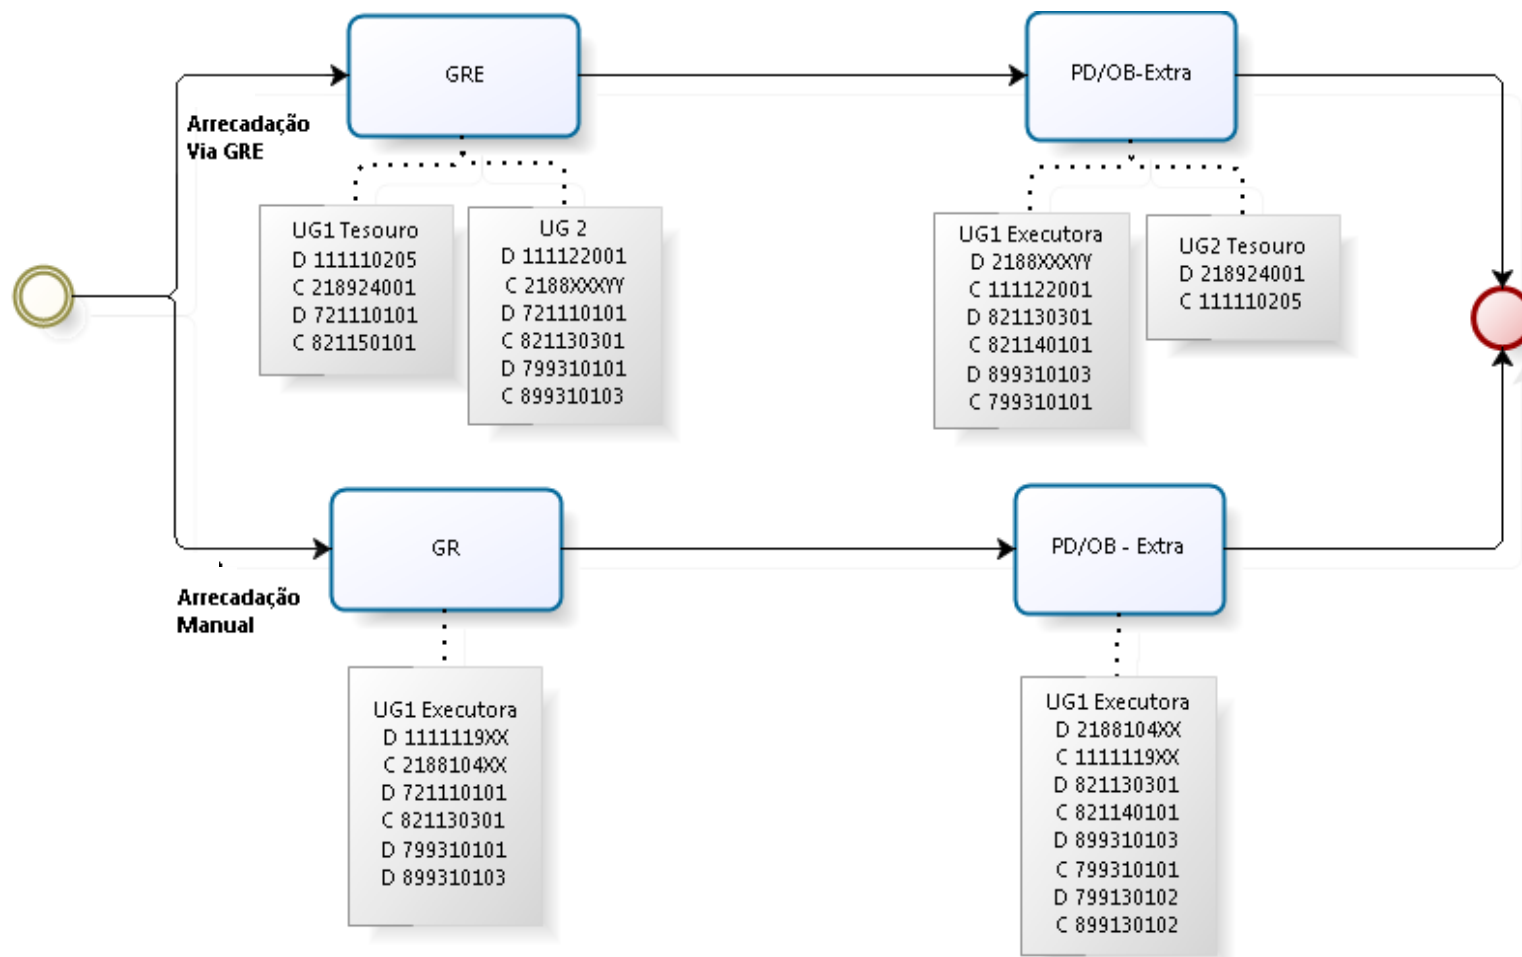 GRE
PD/OB-Extra
Arrecadação
Via GRE
UG1 Tesouro
D 111110205
C 218924001
D 721110101
C 821150101
UG 2
D 111122001
C 2188XXXYY
D 721110101
C 821130301
D 799310101
C 899310103
UG1 Executora
D 2188XXXYY
C 111122001
D 821130301
C 821140101
D 899310103
C 799310101
UG2 Tesouro
D 218924001
C 111110205
GR
PD/OB - Extra
Arrecadação
Manual
UG1 Executora
D 1111119XX
C 2188104XX
D 721110101
C 821130301
D 799310101
D 899310103
UG1 Executora
D 2188104XX
C 1111119XX
D 821130301
C 821140101
D 899310103
C 799310101
D 799130102
C 899130102